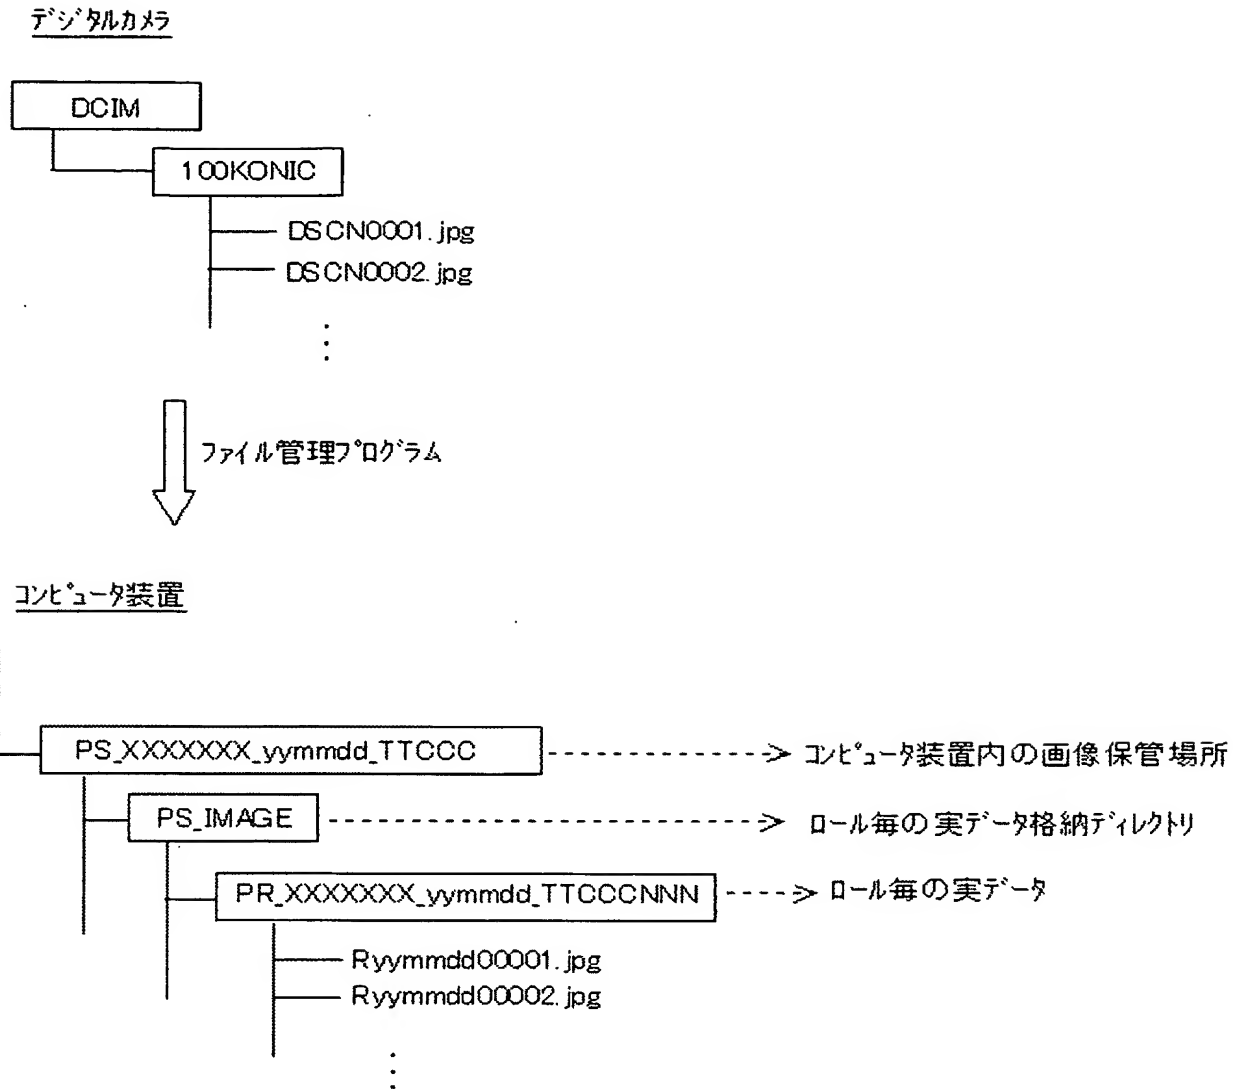 デジタルカメラ
DCIM
100KONIC
DSCN0001.jpg
DSCN0002.jpg
ファイル管理プログラム
コンピュータ装置
PS_XXXXXXX_yymmdd_TTCCC
コンピュータ装置内の画像保管場所
PS_IMAGE
ロール毎の実データ格納ディレクトリ
PR_XXXXXXX_yymmdd_TTCCCNNN
ロール毎の実データ
Ryymmdd00001.jpg
Ryymmdd00002.jpg